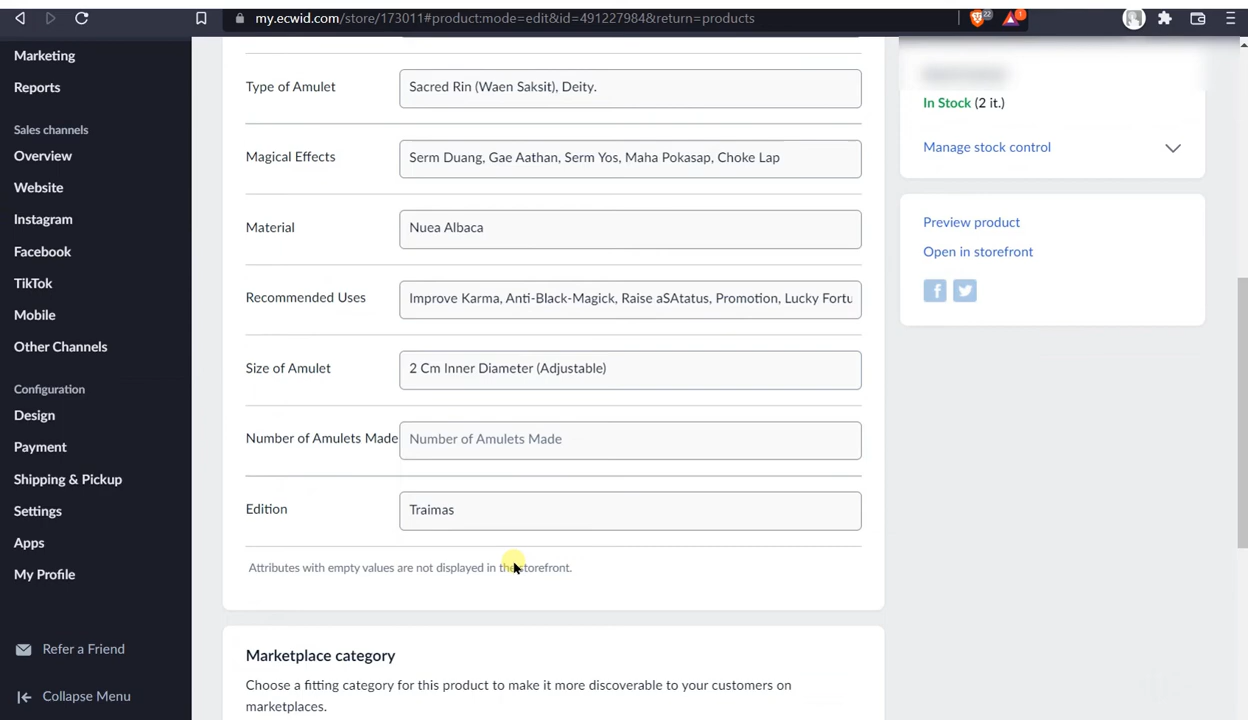 my.ecwid.com/store/173011#product:mode=edit&id=491227984&return=products
22
1
Marketing
Reports
Sales channels
Overview
Website
Instagram
Facebook
TikTok
Mobile
Other Channels
Configuration
Design
Payment
Shipping & Pickup
Settings
Apps
My Profile
Refer a Friend
Collapse Menu
Type of Amulet
Sacred Rin (Waen Saksit), Deity.
Magical Effects
Serm Duang, Gae Aathan, Serm Yos, Maha Pokasap, Choke Lap
Material
Nuea Albaca
Recommended Uses
Improve Karma, Anti-Black-Magick, Raise aSAtatus, Promotion, Lucky Fortu
Size of Amulet
2 Cm Inner Diameter (Adjustable)
Number of Amulets Made
Number of Amulets Made
Edition
Traimas
Attributes with empty values are not displayed in the storefront.
Marketplace category
Choose a fitting category for this product to make it more discoverable to your customers on
marketplaces.
In Stock (2 it.)
Manage stock control
Preview product
Open in storefront